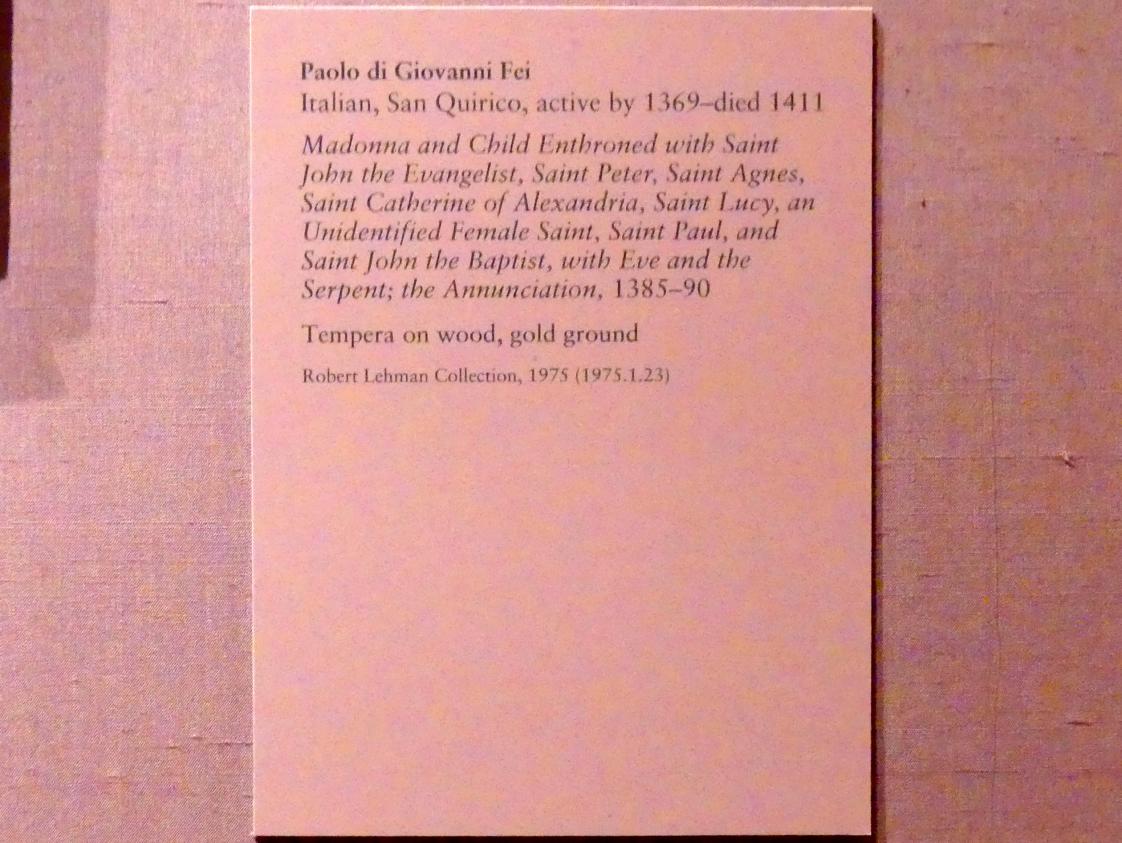 Paolo di Giovanni Fei
Italian, San Quirico, active by 1369–died 1411
Madonna and Child Enthroned with Saint
John the Evangelist, Saint Peter, Saint Agnes,
Saint Catherine of Alexandria, Saint Lucy, an
Unidentified Female Saint, Saint Paul, and
Saint John the Baptist, with Eve and the
Serpent; the Annunciation, 1385–90
Tempera on wood, gold ground
Robert Lehman Collection, 1975 (1975.1.23)